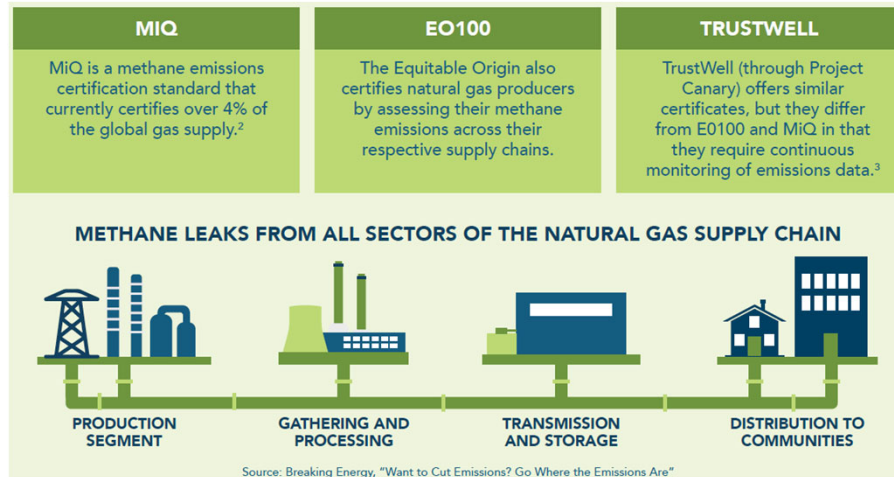 MIQ
MiQ is a methane emissions
certification standard that
currently certifies over 4% of
the global gas supply.²
EO100
The Equitable Origin also
certifies natural gas producers
by assessing their methane
emissions across their
respective supply chains.
TRUSTWELL
TrustWell (through Project
Canary) offers similar
certificates, but they differ
from E0100 and MiQ in that
they require continuous
monitoring of emissions data.³
METHANE LEAKS FROM ALL SECTORS OF THE NATURAL GAS SUPPLY CHAIN
PRODUCTION
SEGMENT
GATHERING AND
PROCESSING
TRANSMISSION
AND STORAGE
DISTRIBUTION TO
COMMUNITIES
Source: Breaking Energy, “Want to Cut Emissions? Go Where the Emissions Are”